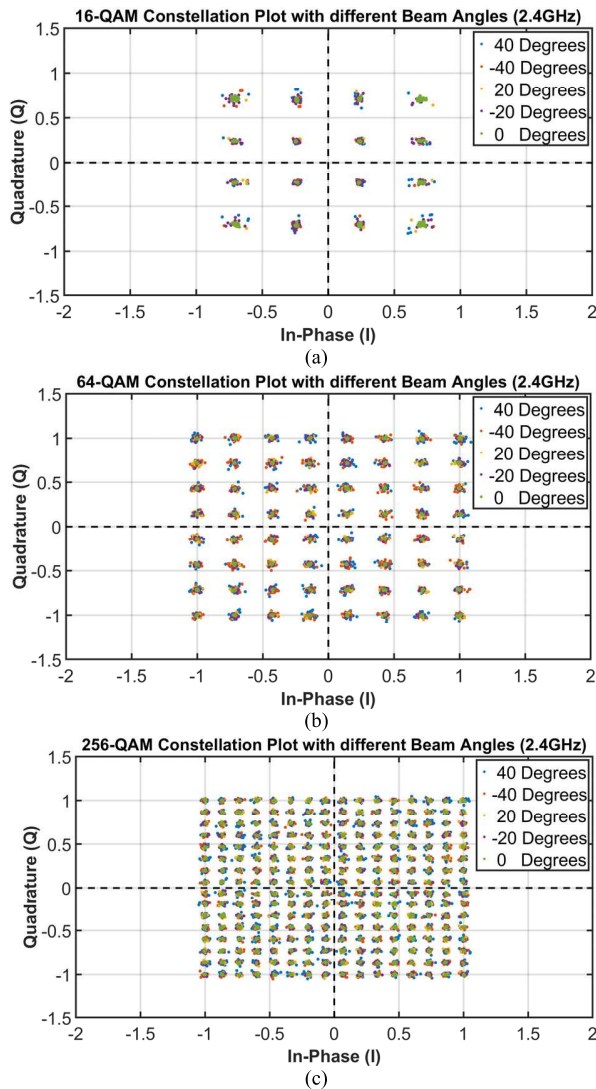 16-QAM Constellation Plot with different Beam Angles (2.4GHz)
1.5
1
0.5
0
-0.5
-1
-1.5
Quadrature (Q)
40 Degrees
-40 Degrees
20 Degrees
-20 Degrees
0 Degrees
-2 -1.5 -1 -0.5 0 0.5 1 1.5 2
In-Phase (I)
(a)
64-QAM Constellation Plot with different Beam Angles (2.4GHz)
1.5
1
0.5
0
-0.5
-1
-1.5
Quadrature (Q)
40 Degrees
-40 Degrees
20 Degrees
-20 Degrees
0 Degrees
-2 -1.5 -1 -0.5 0 0.5 1 1.5 2
In-Phase (I)
(b)
256-QAM Constellation Plot with different Beam Angles (2.4GHz)
1.5
1
0.5
0
-0.5
-1
-1.5
Quadrature (Q)
40 Degrees
-40 Degrees
20 Degrees
-20 Degrees
0 Degrees
-2 -1.5 -1 -0.5 0 0.5 1 1.5 2
In-Phase (I)
(c)